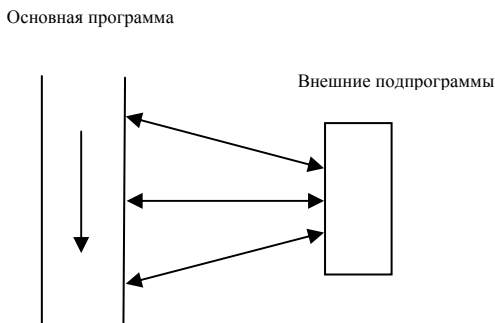 Основная программа
Внешние подпрограммы